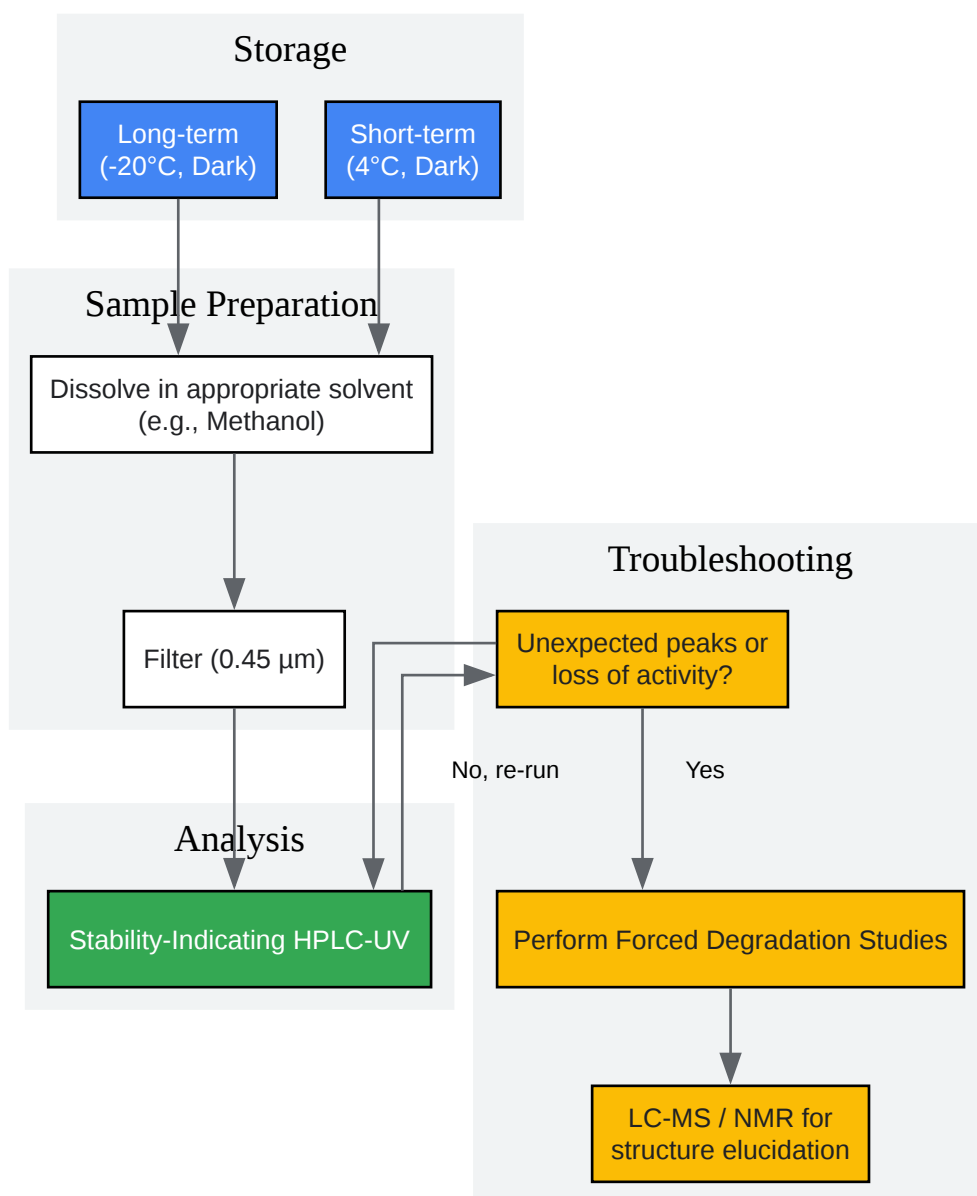 Storage
Long-term
(-20°C, Dark)
Short-term
(4°C, Dark)
Sample Preparation
Dissolve in appropriate solvent
(e.g., Methanol)
Filter (0.45 µm)
Troubleshooting
Unexpected peaks or
loss of activity?
No, re-run
Yes
Analysis
Stability-Indicating HPLC-UV
Perform Forced Degradation Studies
LC-MS / NMR for
structure elucidation